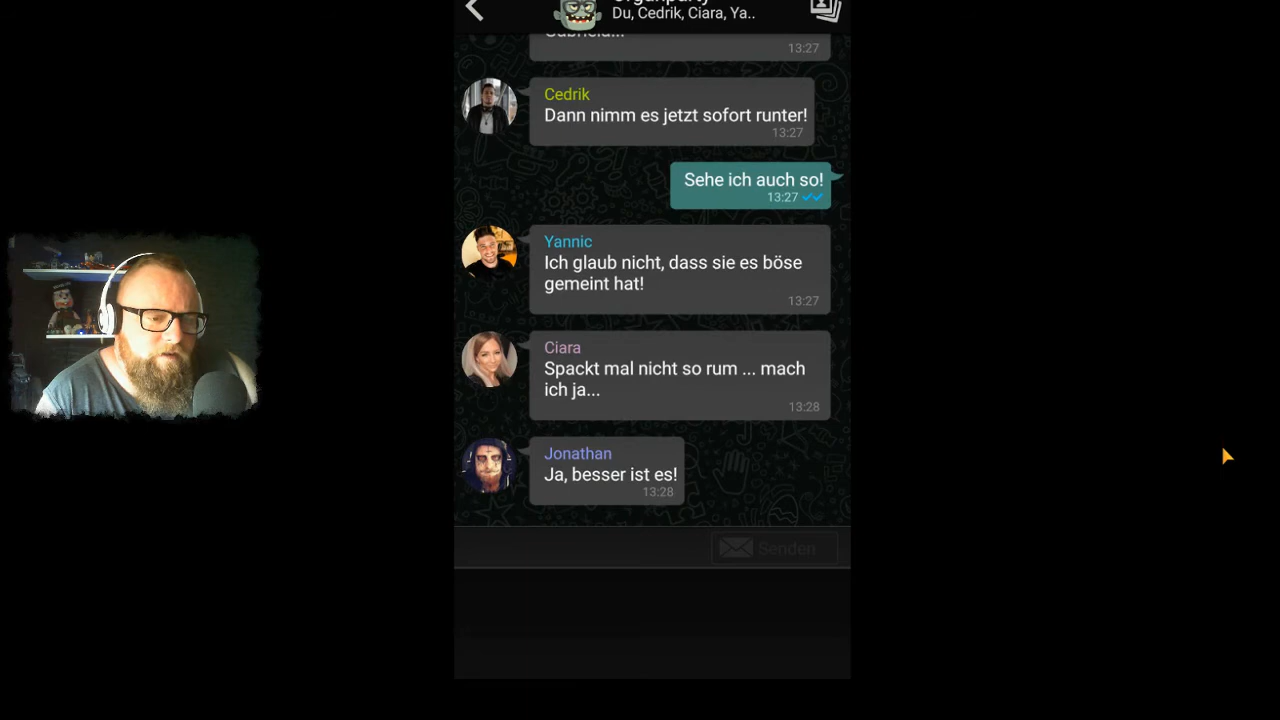 Du, Cedrik, Ciara, Ya..
13:27
Cedrik
Dann nimm es jetzt sofort runter!
13:27
Sehe ich auch so!
13:27
Yannic
Ich glaub nicht, dass sie es böse
gemeint hat!
13:27
Ciara
Spackt mal nicht so rum ... mach
ich ja...
13:28
Jonathan
Ja, besser ist es!
13:28
Senden